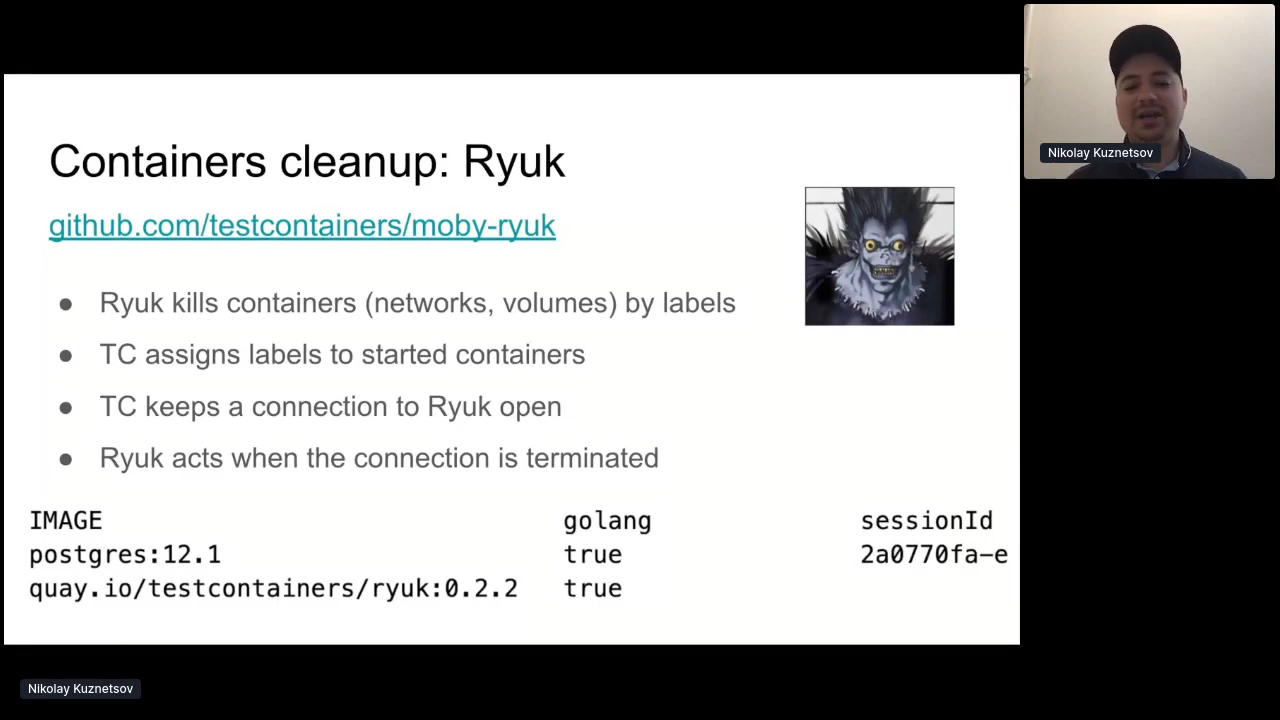 Containers cleanup: Ryuk
github.com/testcontainers/moby-ryuk
● Ryuk kills containers (networks, volumes) by labels
● TC assigns labels to started containers
● TC keeps a connection to Ryuk open
● Ryuk acts when the connection is terminated
IMAGE golang sessionId
postgres:12.1 true 2a0770fa-e
quay.io/testcontainers/ryuk:0.2.2 true
Nikolay Kuznetsov
Nikolay Kuznetsov